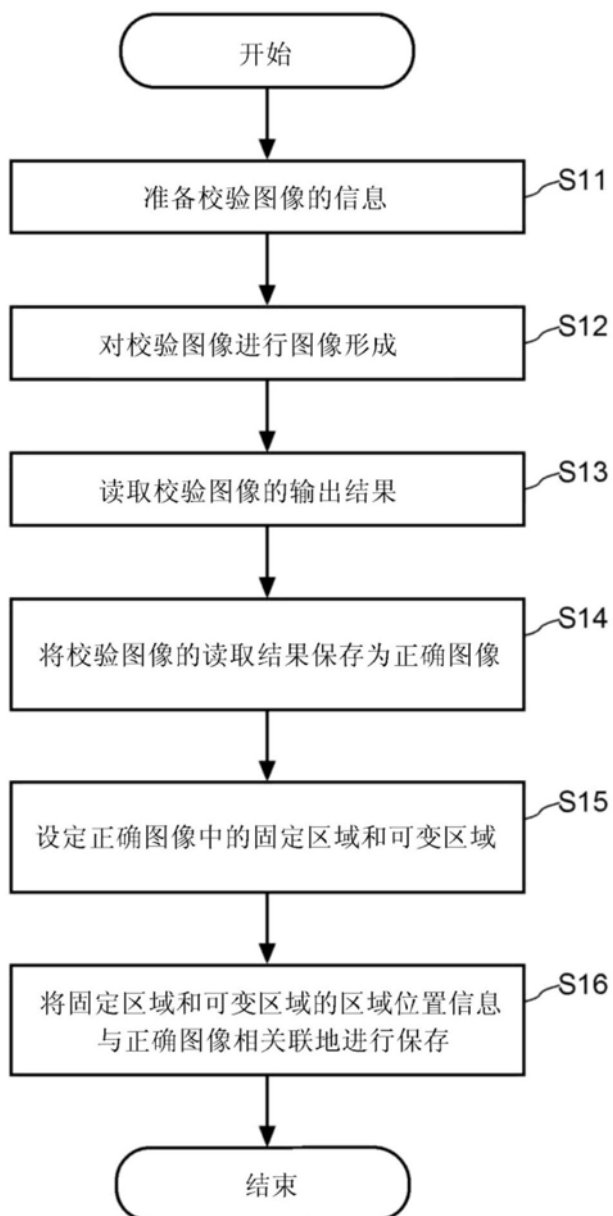 开始
准备校验图像的信息
S11
对校验图像进行图像形成
S12
读取校验图像的输出结果
S13
将校验图像的读取结果保存为正确图像
S14
设定正确图像中的固定区域和可变区域
S15
将固定区域和可变区域的区域位置信息
与正确图像相关联地进行保存
S16
结束